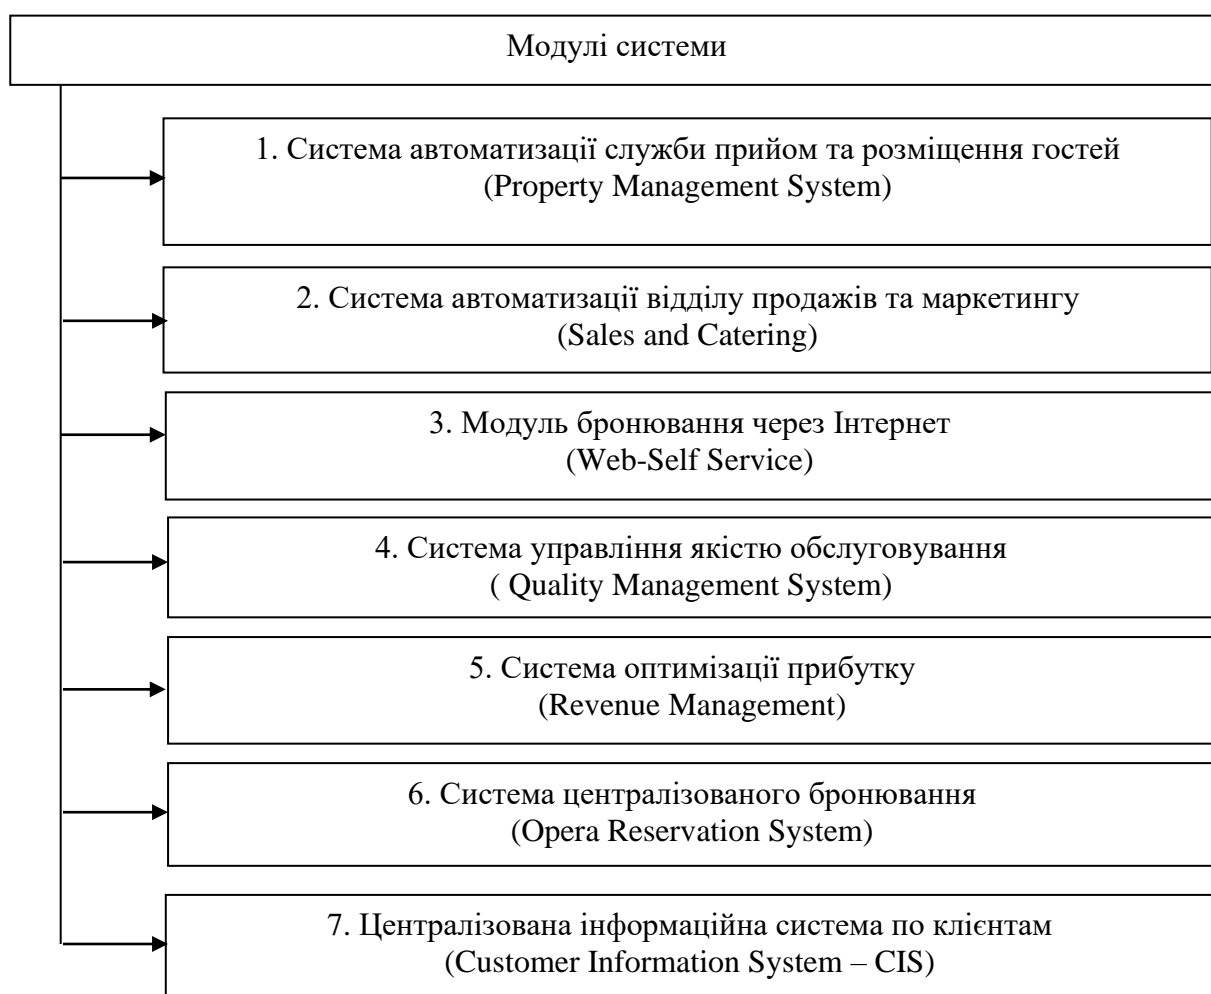 Модулі системи
1. Система автоматизації служби прийом та розміщення гостей
(Property Management System)
2. Система автоматизації відділу продажів та маркетингу
(Sales and Catering)
3. Модуль бронювання через Інтернет
(Web-Self Service)
4. Система управління якістю обслуговування
( Quality Management System)
5. Система оптимізації прибутку
(Revenue Management)
6. Система централізованого бронювання
(Opera Reservation System)
7. Централізована інформаційна система по клієнтам
(Customer Information System – CIS)